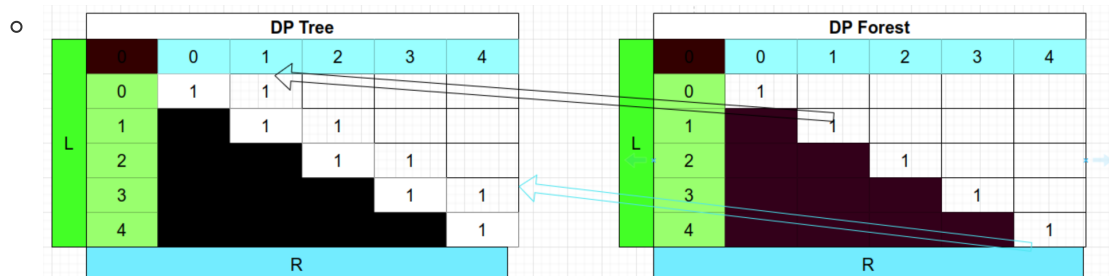 DP Tree DP Forest
0 0 1 2 3 4 0 0 1 2 3 4
0 1 1 0 1
1 1 1 1 1
L L
2 1 1 2 1
3 1 1 3 1
4 1 4 1
R R